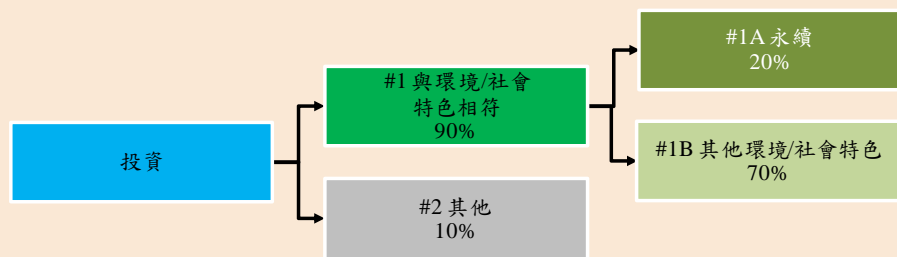 投資
#1 與環境/社會
特色相符
90%
#2 其他
10%
#1A 永續
20%
#1B 其他環境/社會特色
70%